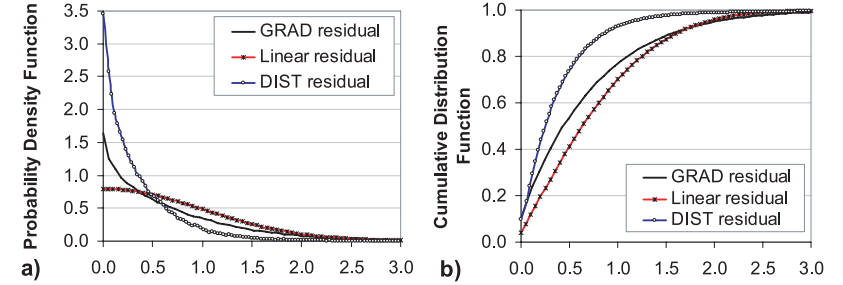 Probability Density Function
3.5
3.0
2.5
2.0
1.5
1.0
0.5
0.0
GRAD residual
Linear residual
DIST residual
0.0 0.5 1.0 1.5 2.0 2.5 3.0
a)
Cumulative Distribution
Function
1.0
0.8
0.6
0.4
0.2
0.0
GRAD residual
Linear residual
DIST residual
0.0 0.5 1.0 1.5 2.0 2.5 3.0
b)